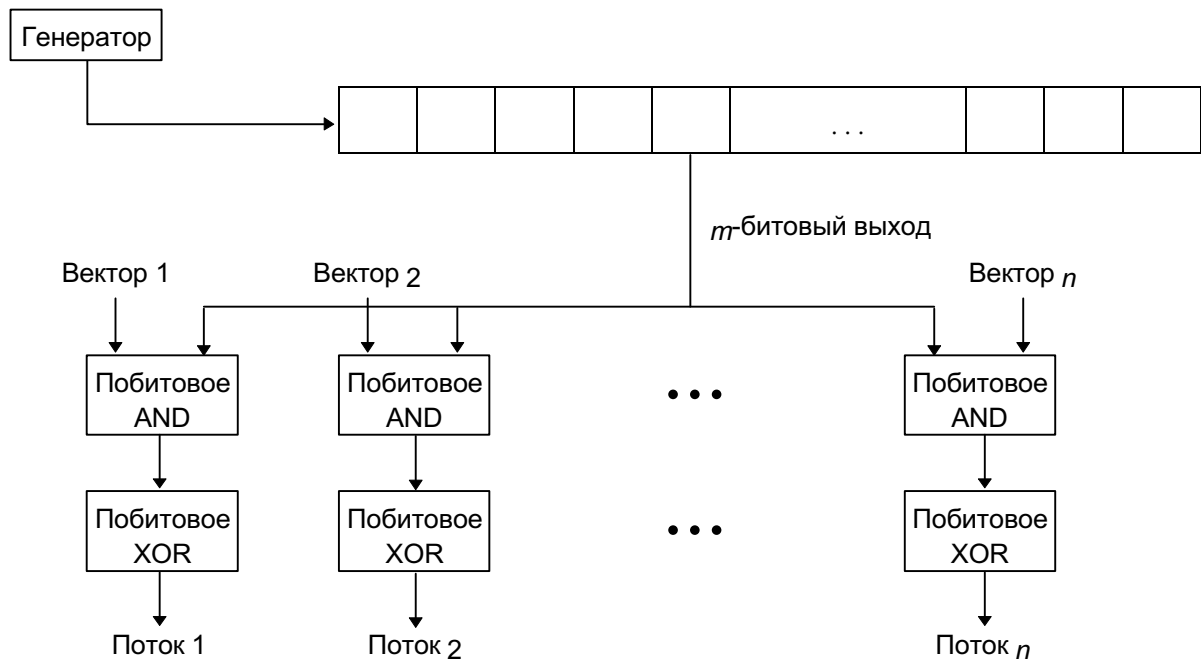 Генератор
. . .
m-битовый выход
Вектор 1
Вектор 2
Вектор n
Побитовое
AND
Побитовое
AND
• • •
Побитовое
AND
Побитовое
XOR
Побитовое
XOR
• • •
Побитовое
XOR
Поток 1
Поток 2
Поток n